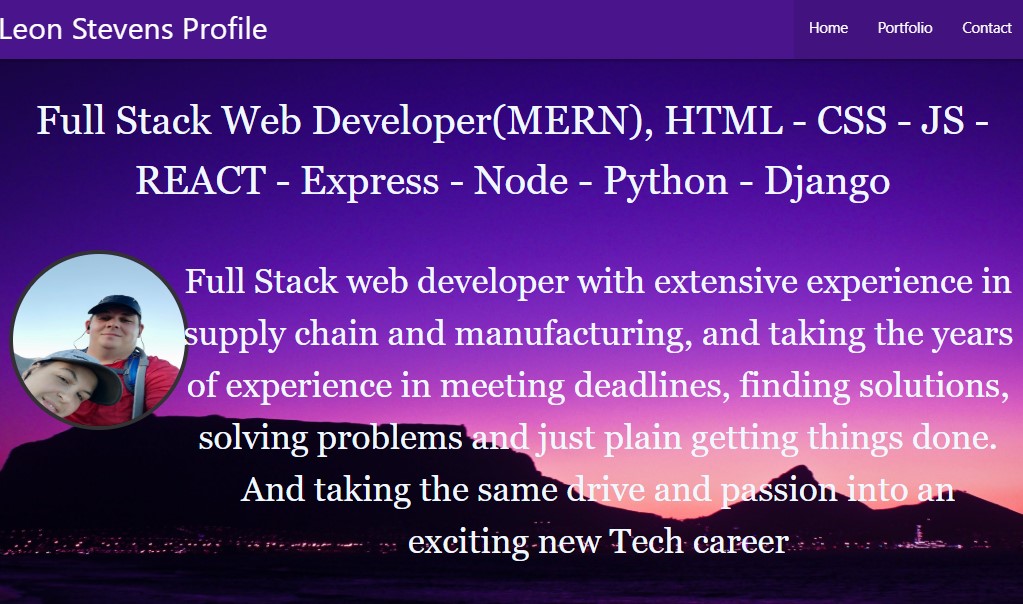 Leon Stevens Profile
Home Portfolio Contact
Full Stack Web Developer(MERN), HTML - CSS - JS -
REACT - Express - Node - Python - Django
Full Stack web developer with extensive experience in
supply chain and manufacturing, and taking the years
of experience in meeting deadlines, finding solutions,
solving problems and just plain getting things done.
And taking the same drive and passion into an
exciting new Tech career